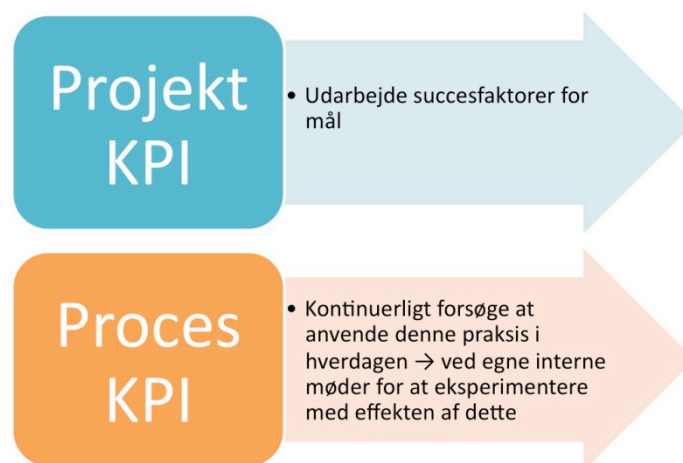 Projekt
KPI
• Udarbejde succesfaktorer for
mål
Proces
KPI
• Kontinuerligt forsøge at
anvende denne praksis i
hverdagen → ved egne interne
møder for at eksperimentere
med effekten af dette